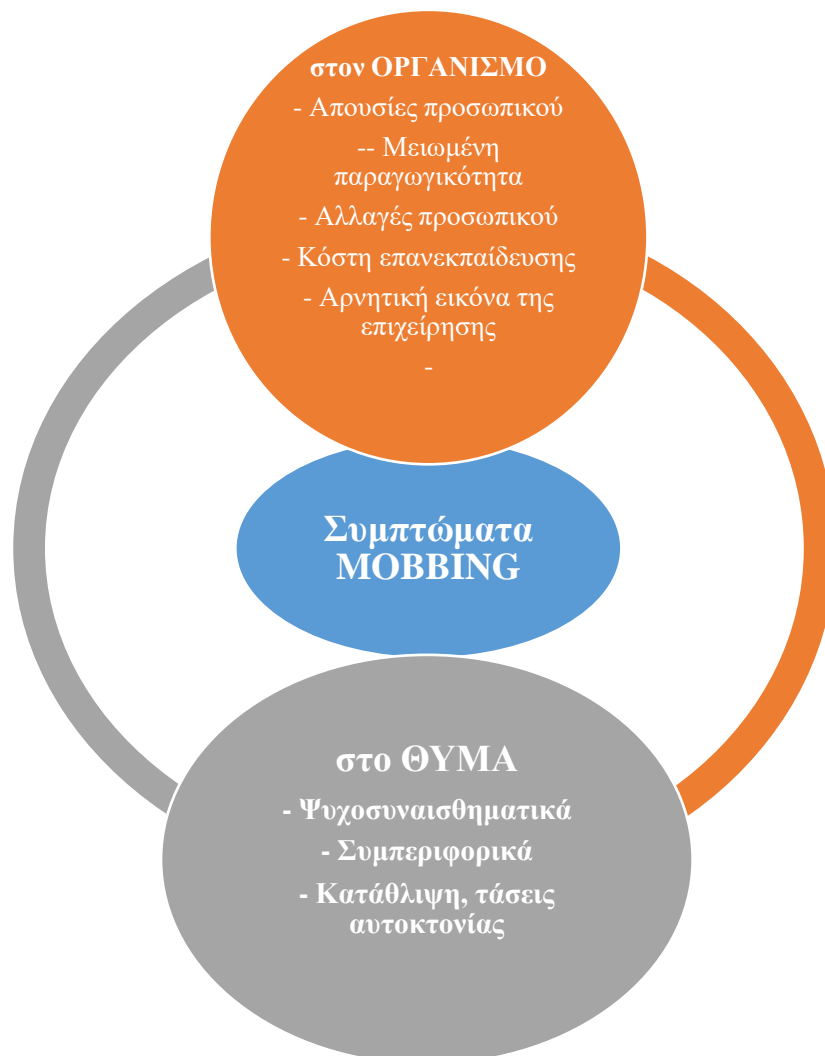 στον ΟΡΓΑΝΙΣΜΟ
- Απουσίες προσωπικού
-- Μειωμένη
παραγωγικότητα
- Αλλαγές προσωπικού
- Κόστη επανεκπαίδευσης
- Αρνητική εικόνα της
επιχείρησης
-
Συμπτώματα
MOBBING
στο ΘΥΜΑ
- Ψυχοσυναισθηματικά
- Συμπεριφορικά
- Κατάθλιψη, τάσεις
αυτοκτονίας